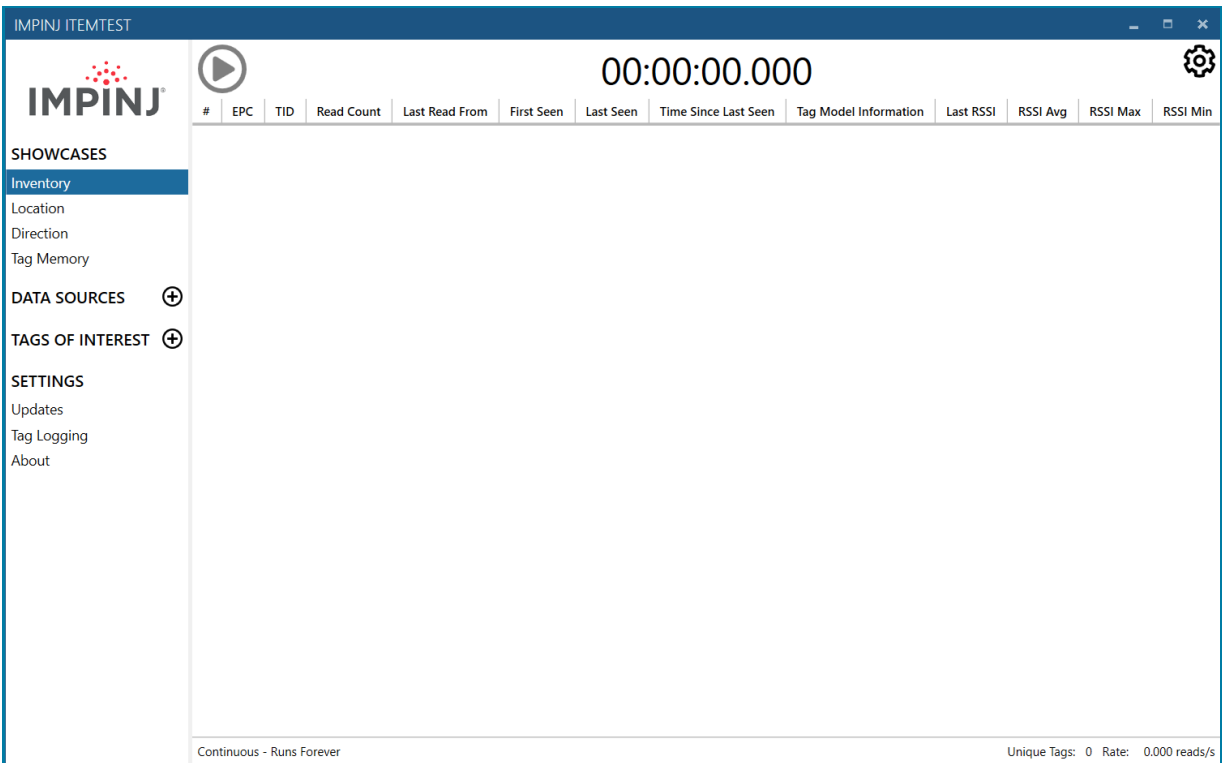 IMPINJ ITEMTEST
IMPINJ®
00:00:00.000
# EPC TID Read Count Last Read From First Seen Last Seen Time Since Last Seen Tag Model Information Last RSSI RSSI Avg RSSI Max RSSI Min
SHOWCASES
Inventory
Location
Direction
Tag Memory
DATA SOURCES
TAGS OF INTEREST
SETTINGS
Updates
Tag Logging
About
Continuous - Runs Forever Unique Tags: 0 Rate: 0.000 reads/s